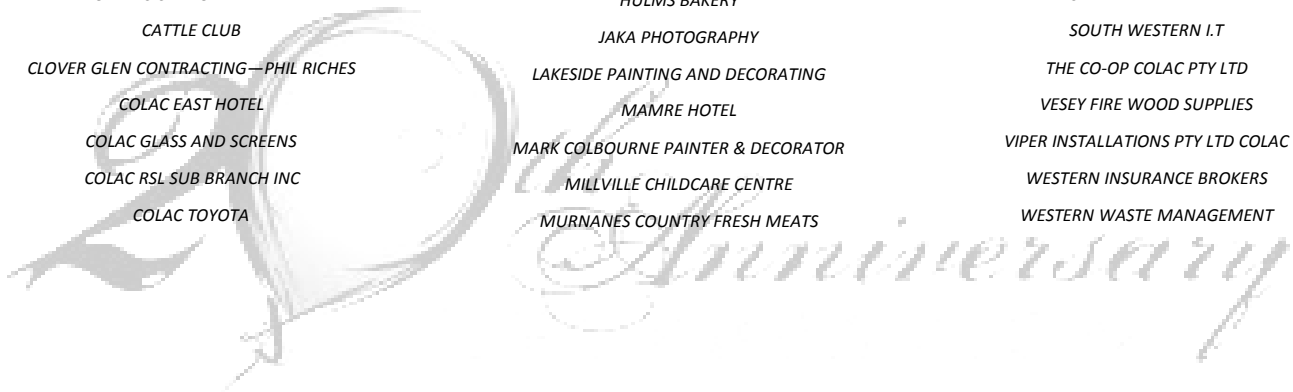 HULMS BAKERY
CATTLE CLUB
CLOVER GLEN CONTRACTING—PHIL RICHES
COLAC EAST HOTEL
COLAC GLASS AND SCREENS
COLAC RSL SUB BRANCH INC
COLAC TOYOTA
JAKA PHOTOGRAPHY
LAKESIDE PAINTING AND DECORATING
MAMRE HOTEL
MARK COLBOURNE PAINTER & DECORATOR
MILLVILLE CHILDCARE CENTRE
MURNANES COUNTRY FRESH MEATS
SOUTH WESTERN I.T
THE CO-OP COLAC PTY LTD
VESEY FIRE WOOD SUPPLIES
VIPER INSTALLATIONS PTY LTD COLAC
WESTERN INSURANCE BROKERS
WESTERN WASTE MANAGEMENT
20th
Anniversary